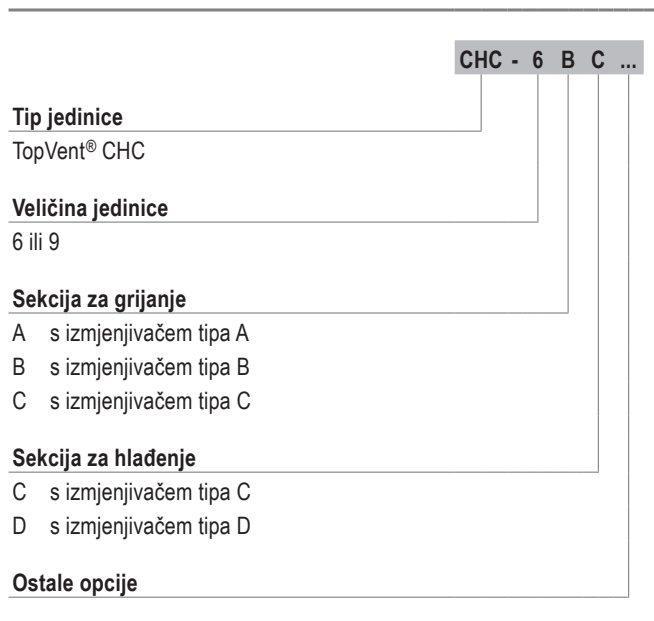 CHC - 6 B C ...
Tip jedinice
TopVent® CHC
Veličina jedinice
6 ili 9
Sekcija za grijanje
A s izmjenjivačem tipa A
B s izmjenjivačem tipa B
C s izmjenjivačem tipa C
Sekcija za hlađenje
C s izmjenjivačem tipa C
D s izmjenjivačem tipa D
Ostale opcije